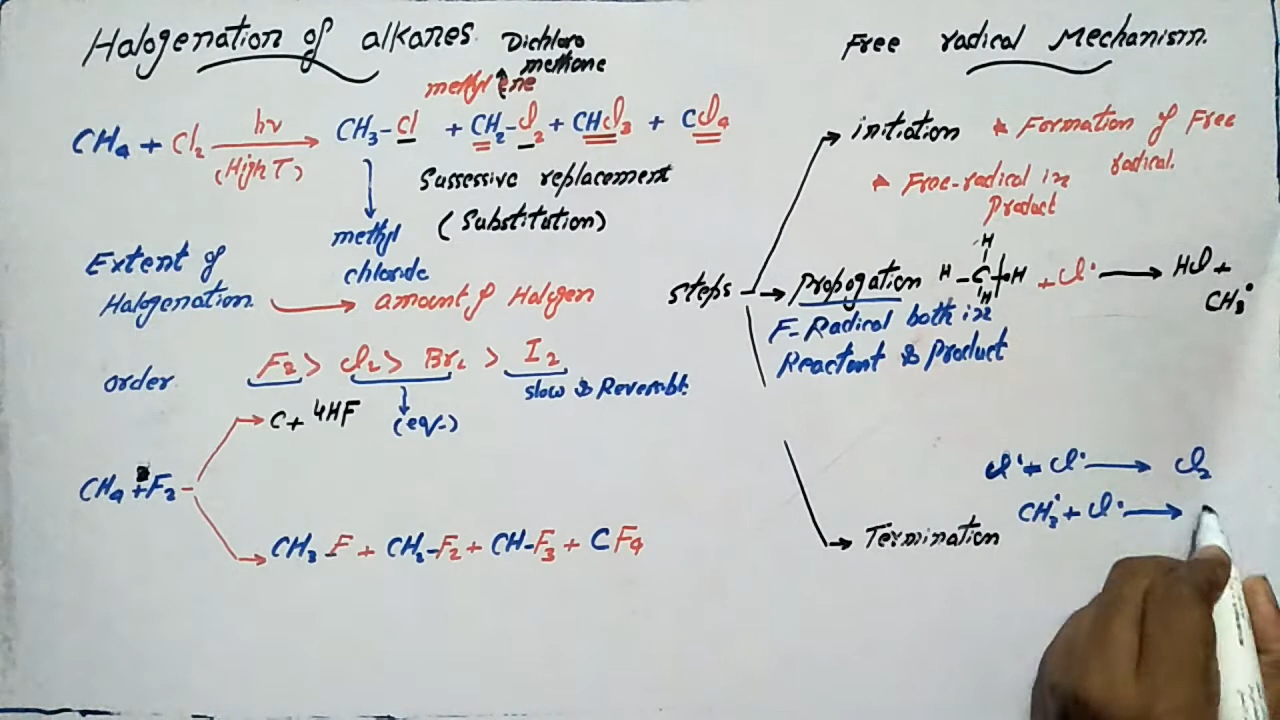 Halogenation of alkanes
Dichloro
methane
methylene
CH4 + Cl2 hv (High T) CH3-Cl + CH2-Cl2 + CHCl3 + CCl4
Sussessive replacement
(Substitution)
methyl
chloride
Extent of
Halogenation amount of Halogen
order F2 > Cl2 > Br2 > I2
slow & Reversibl.
(eq-)
C + 4HF
CH4 + F2
CH3-F + CH2-F2 + CH-F3 + CF4
Free radical Mechanism.
Steps
initiation * Formation of Free
radical.
* Free-radical in
Product
Propogation H-C-H + Cl• HCl +
H
H
CH3•
F-Radical both in
Reactant & Product
Cl• + Cl• Cl2
CH3• + Cl•
Termination